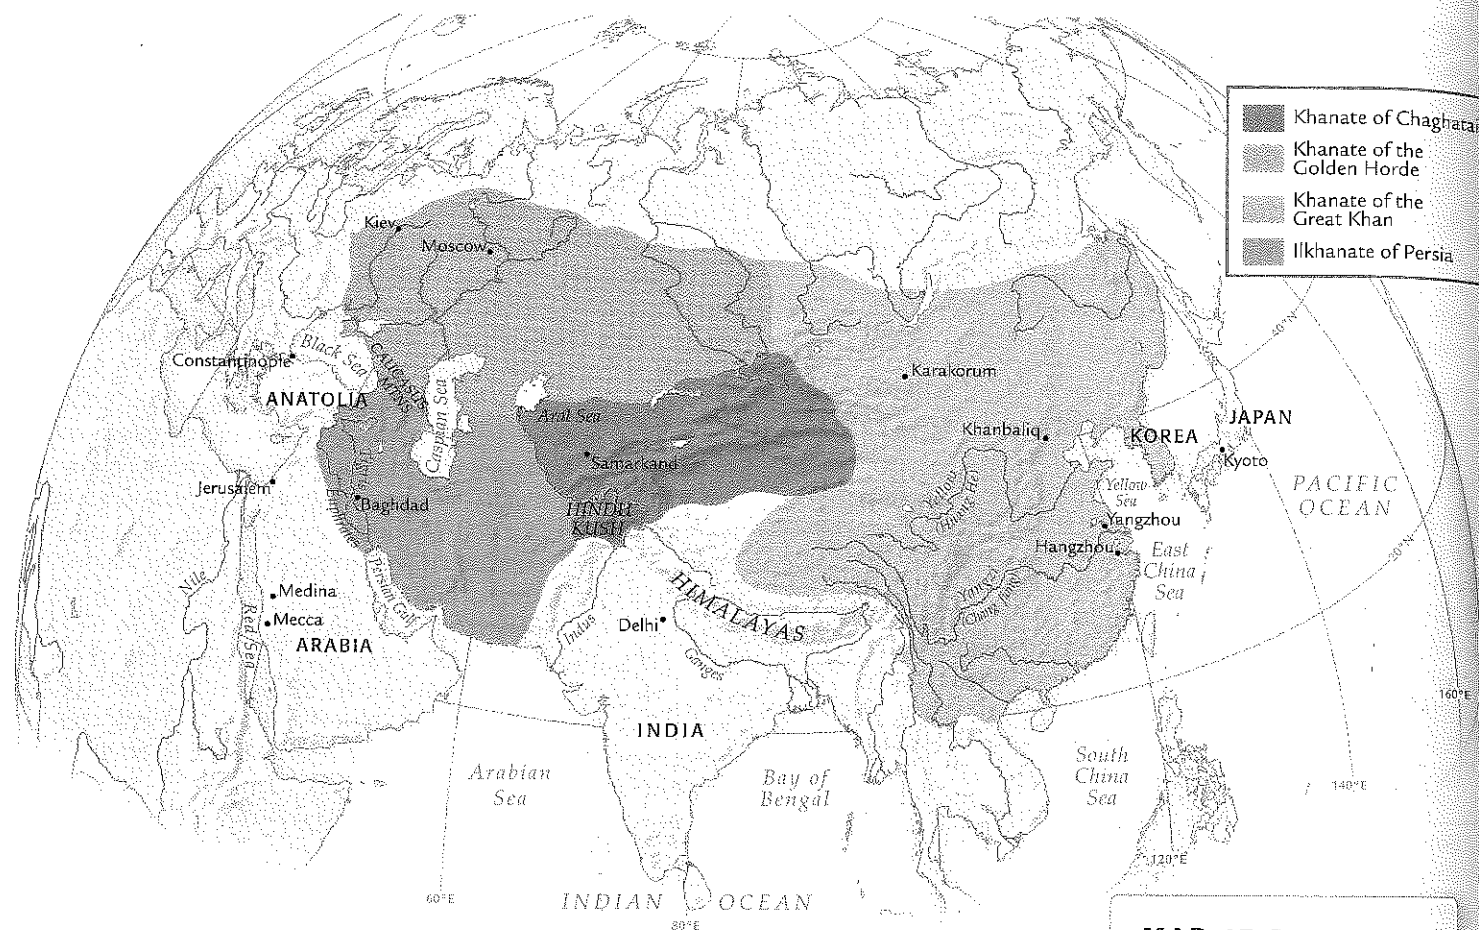 Khanate of Chaghatai
Khanate of the
Golden Horde
Khanate of the
Great Khan
Ilkhanate of Persia
Kiev
Moscow
40°N
Constantinople
Black Sea
CAUCASUS
MTNS
Karakorum
ANATOLIA
Caspian Sea
Aral Sea
JAPAN
Khanbaliq
KOREA
Samarkand
Kyoto
Tigris
Jerusalem
Baghdad
Euphrates
HINDU
KUSH
Yellow
(Huang He)
Yellow
Sea
PACIFIC
OCEAN
Yangzhou
Hangzhou
East
China
Sea
20°N
Nile
Medina
Mecca
Red Sea
ARABIA
Persian Gulf
HIMALAYAS
Yangzi
(Chang Jiang)
Indus
Delhi
Ganges
160°E
INDIA
Arabian
Sea
Bay of
Bengal
South
China
Sea
140°E
120°E
60°E
INDIAN OCEAN
80°E